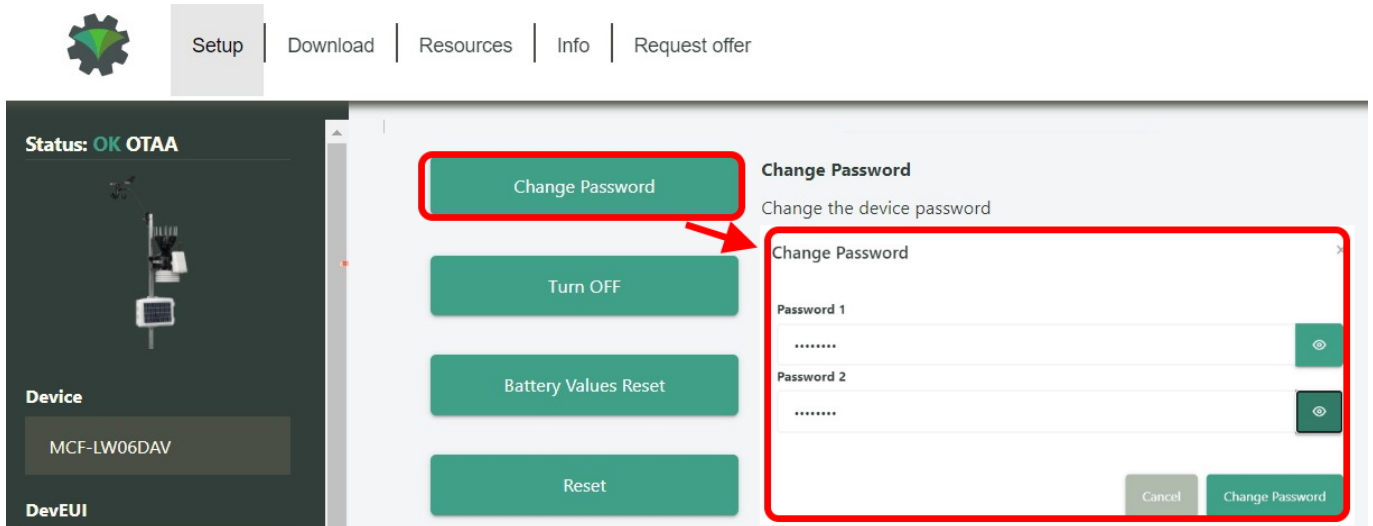 Setup
Download
Resources
Info
Request offer
Status: OK OTAA
Device
MCF-LW06DAV
DevEUI
Change Password
Turn OFF
Battery Values Reset
Reset
Change Password
Change the device password
Change Password ×
Password 1
••••••••
Password 2
••••••••
Cancel
Change Password